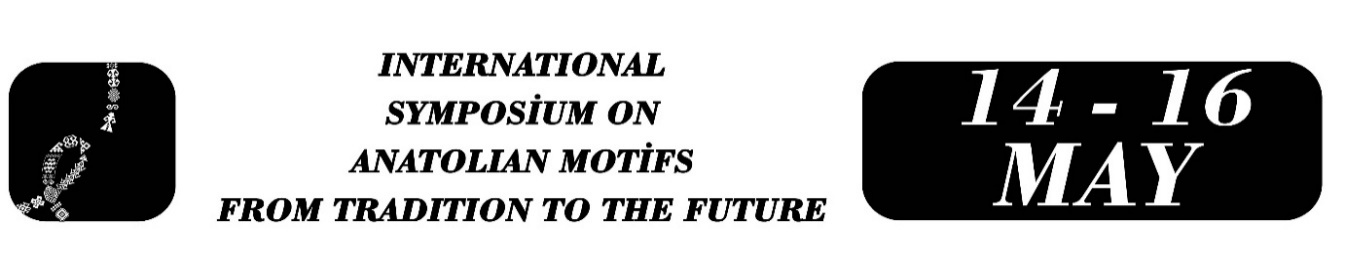 INTERNATIONAL
SYMPOSİUM ON
ANATOLIAN MOTİFS
FROM TRADITION TO THE FUTURE
14 - 16
MAY